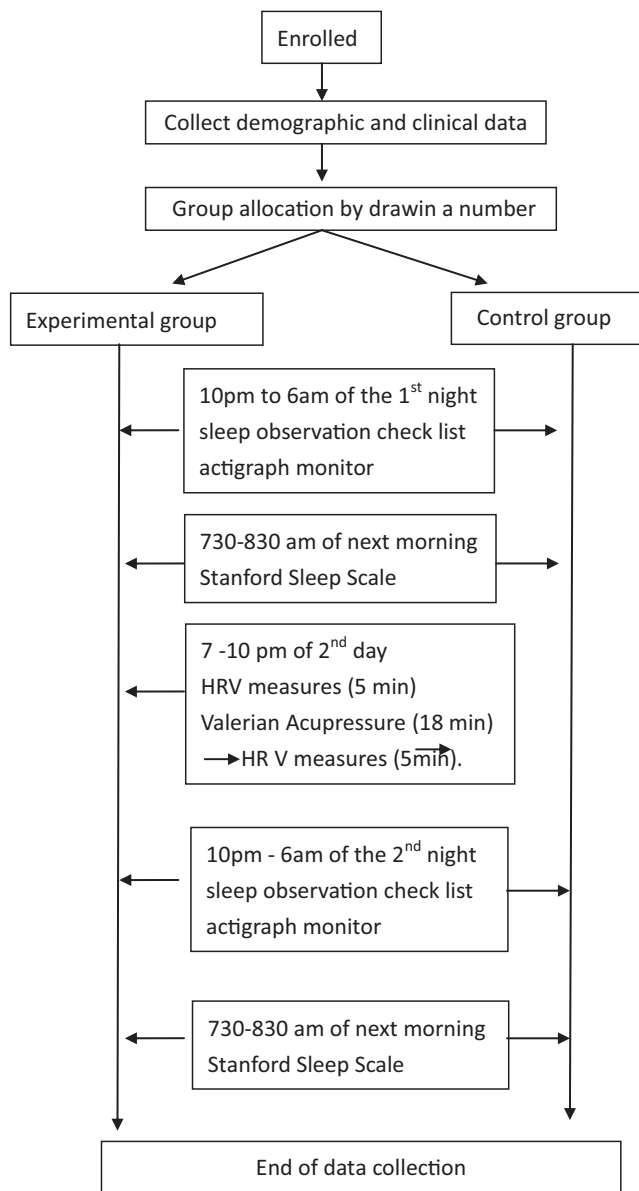 Enrolled
Collect demographic and clinical data
Group allocation by drawin a number
Experimental group
Control group
10pm to 6am of the 1st night
sleep observation check list
actigraph monitor
730-830 am of next morning
Stanford Sleep Scale
7 -10 pm of 2nd day
HRV measures (5 min)
Valerian Acupressure (18 min)
HR V measures (5min).
10pm - 6am of the 2nd night
sleep observation check list
actigraph monitor
730-830 am of next morning
Stanford Sleep Scale
End of data collection